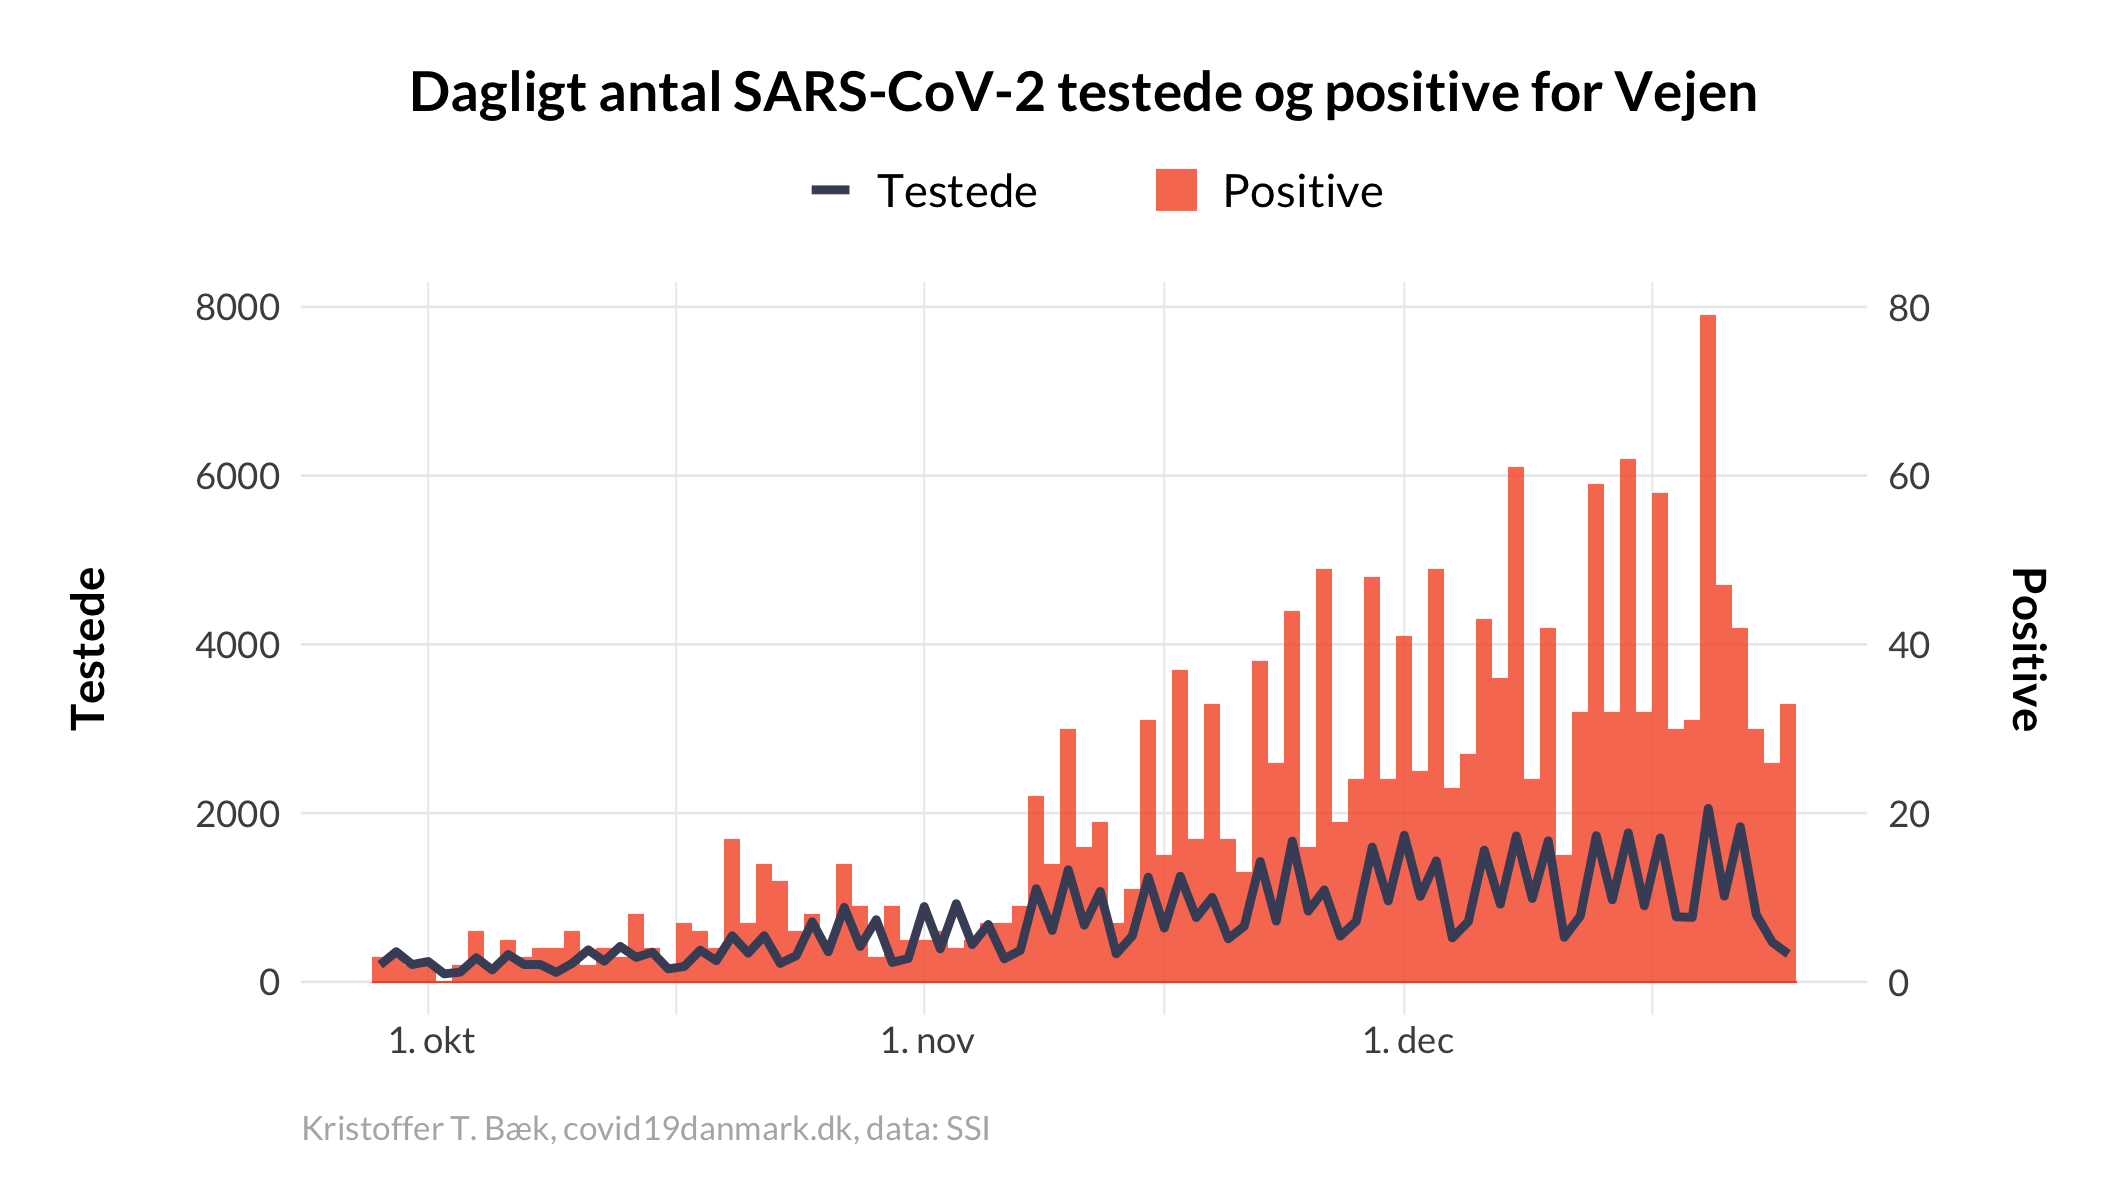 Dagligt antal SARS-CoV-2 testede og positive for Vejen
Testede
Positive
8000
6000
4000
2000
0
80
60
40
20
0
Testede
Positive
1. okt
1. nov
1. dec
Kristoffer T. Bæk, covid19danmark.dk, data: SSI